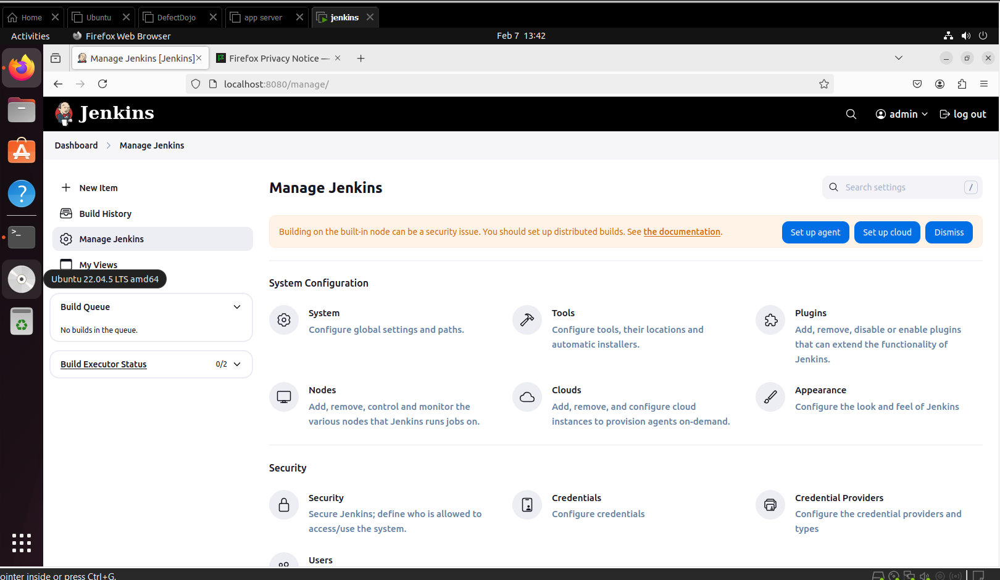 Home
Ubuntu
DefectDojo
app server
jenkins
Activities
Firefox Web Browser
Feb 7 13:42
Manage Jenkins [Jenkins]
Firefox Privacy Notice —
localhost:8080/manage/
Jenkins
admin
log out
Dashboard
Manage Jenkins
New Item
Build History
Manage Jenkins
My Views
Ubuntu 22.04.5 LTS amd64
Build Queue
No builds in the queue.
Build Executor Status
0/2
Manage Jenkins
Search settings
/
Building on the built-in node can be a security issue. You should set up distributed builds. See the documentation.
Set up agent
Set up cloud
Dismiss
System Configuration
System
Configure global settings and paths.
Tools
Configure tools, their locations and
automatic installers.
Plugins
Add, remove, disable or enable plugins
that can extend the functionality of
Jenkins.
Nodes
Add, remove, control and monitor the
various nodes that Jenkins runs jobs on.
Clouds
Add, remove, and configure cloud
instances to provision agents on-demand.
Appearance
Configure the look and feel of Jenkins
Security
Security
Secure Jenkins; define who is allowed to
access/use the system.
Credentials
Configure credentials
Credential Providers
Configure the credential providers and
types
Users
ointer inside or press Ctrl+G.